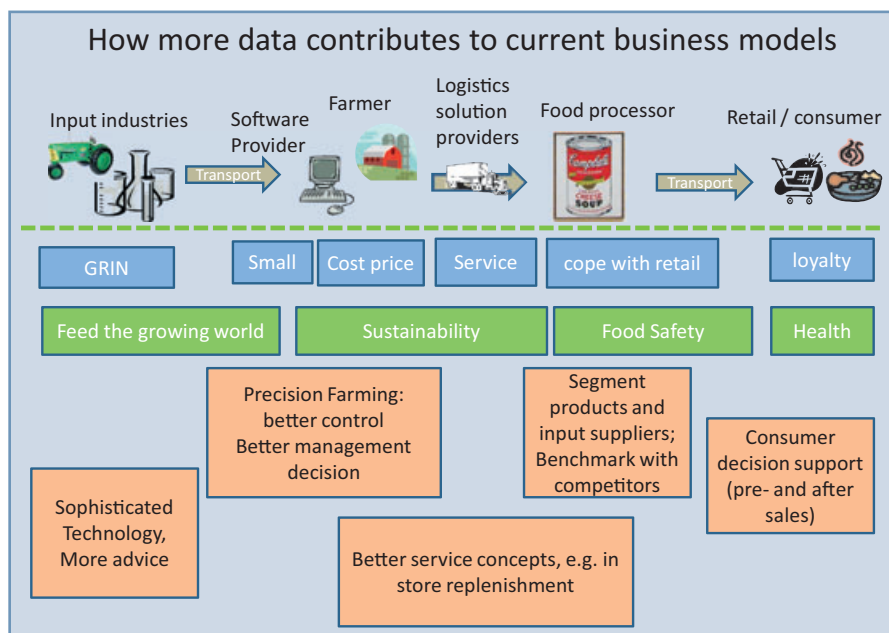 How more data contributes to current business models
Input industries
Software
Provider
Farmer
Logistics
solution
providers
Food processor
Retail / consumer
Transport
Campbell's
CHEESE
SOUP
Transport
GRIN
Small
Cost price
Service
cope with retail
loyalty
Feed the growing world
Sustainability
Food Safety
Health
Precision Farming:
better control
Better management
decision
Segment
products and
input suppliers;
Benchmark with
competitors
Consumer
decision support
(pre- and after
sales)
Sophisticated
Technology,
More advice
Better service concepts, e.g. in
store replenishment